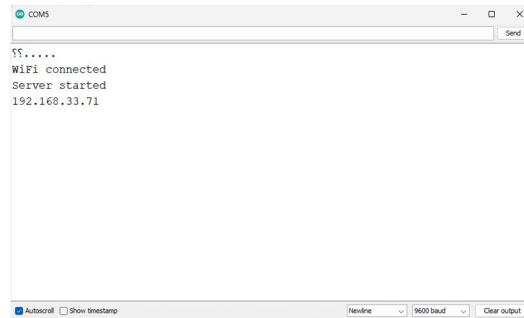 COM5
Send
⸮⸮.....
WiFi connected
Server started
192.168.33.71
Autoscroll Show timestamp Newline 9600 baud Clear output